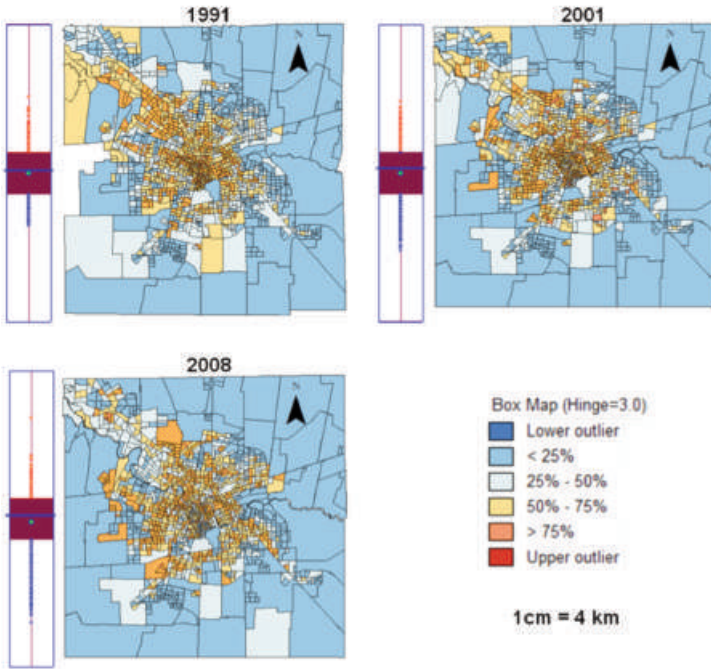 1991
2001
2008
Box Map (Hinge=3.0)
Lower outlier
< 25%
25% - 50%
50% - 75%
> 75%
Upper outlier
1cm = 4 km